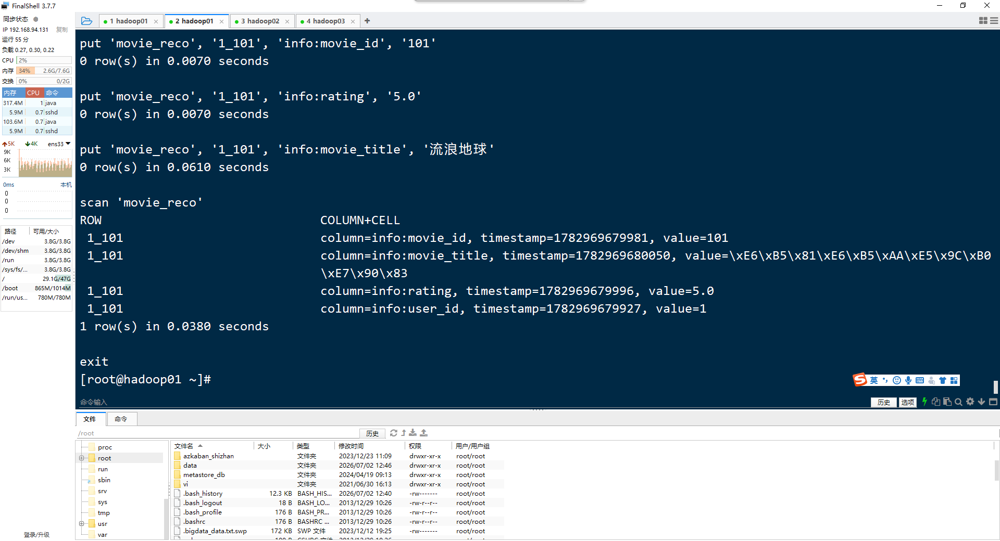 FinalShell 3.7.7
同步状态
IP 192.168.94.131 复制
运行 55 分
负载 0.27, 0.30, 0.22
CPU 2%
内存 34% 2.6G/7.6G
交换 0% 0/2G
内存 CPU 命令
317.4M 1 java
5.9M 0.7 sshd
103.6M 0.7 java
5.9M 0.7 sshd
5K 4K ens33
9K
6K
3K
0ms 本机
0
0
0
路径 可用/大小
/dev 3.8G/3.8G
/dev/shm 3.8G/3.8G
/run 3.8G/3.8G
/sys/fs/... 3.8G/3.8G
/ 29.1G/47G
/boot 865M/1014M
/run/us... 780M/780M
登录/升级
1 hadoop01
2 hadoop01
3 hadoop02
4 hadoop03
put 'movie_reco', '1_101', 'info:movie_id', '101'
0 row(s) in 0.0070 seconds
put 'movie_reco', '1_101', 'info:rating', '5.0'
0 row(s) in 0.0070 seconds
put 'movie_reco', '1_101', 'info:movie_title', '流浪地球'
0 row(s) in 0.0610 seconds
scan 'movie_reco'
ROW COLUMN+CELL
1_101 column=info:movie_id, timestamp=1782969679981, value=101
1_101 column=info:movie_title, timestamp=1782969680050, value=\xE6\xB5\x81\xE6\xB5\xAA\xE5\x9C\xB0
\xE7\x90\x83
1_101 column=info:rating, timestamp=1782969679996, value=5.0
1_101 column=info:user_id, timestamp=1782969679927, value=1
1 row(s) in 0.0380 seconds
exit
[root@hadoop01 ~]#
S 英
命令输入
历史 选项
文件 命令
/root 历史
proc
root
run
sbin
srv
sys
tmp
usr
var
文件名 大小 类型 修改时间 权限 用户/用户组
azkaban_shizhan 文件夹 2023/12/23 11:09 drwxr-xr-x root/root
data 文件夹 2026/07/02 12:46 drwxr-xr-x root/root
metastore_db 文件夹 2024/04/19 09:13 drwxr-xr-x root/root
vi 文件夹 2021/06/30 16:13 drwxr-xr-x root/root
.bash_history 12.3 KB BASH_HIS... 2026/07/02 12:40 -rw------- root/root
.bash_logout 18 B BASH_LO... 2013/12/29 10:26 -rw-r--r-- root/root
.bash_profile 176 B BASH_PR... 2013/12/29 10:26 -rw-r--r-- root/root
.bashrc 176 B BASHRC ... 2013/12/29 10:26 -rw-r--r-- root/root
.bigdata_data.txt.swp 172 KB SWP 文件 2023/12/12 19:25 -rw------- root/root